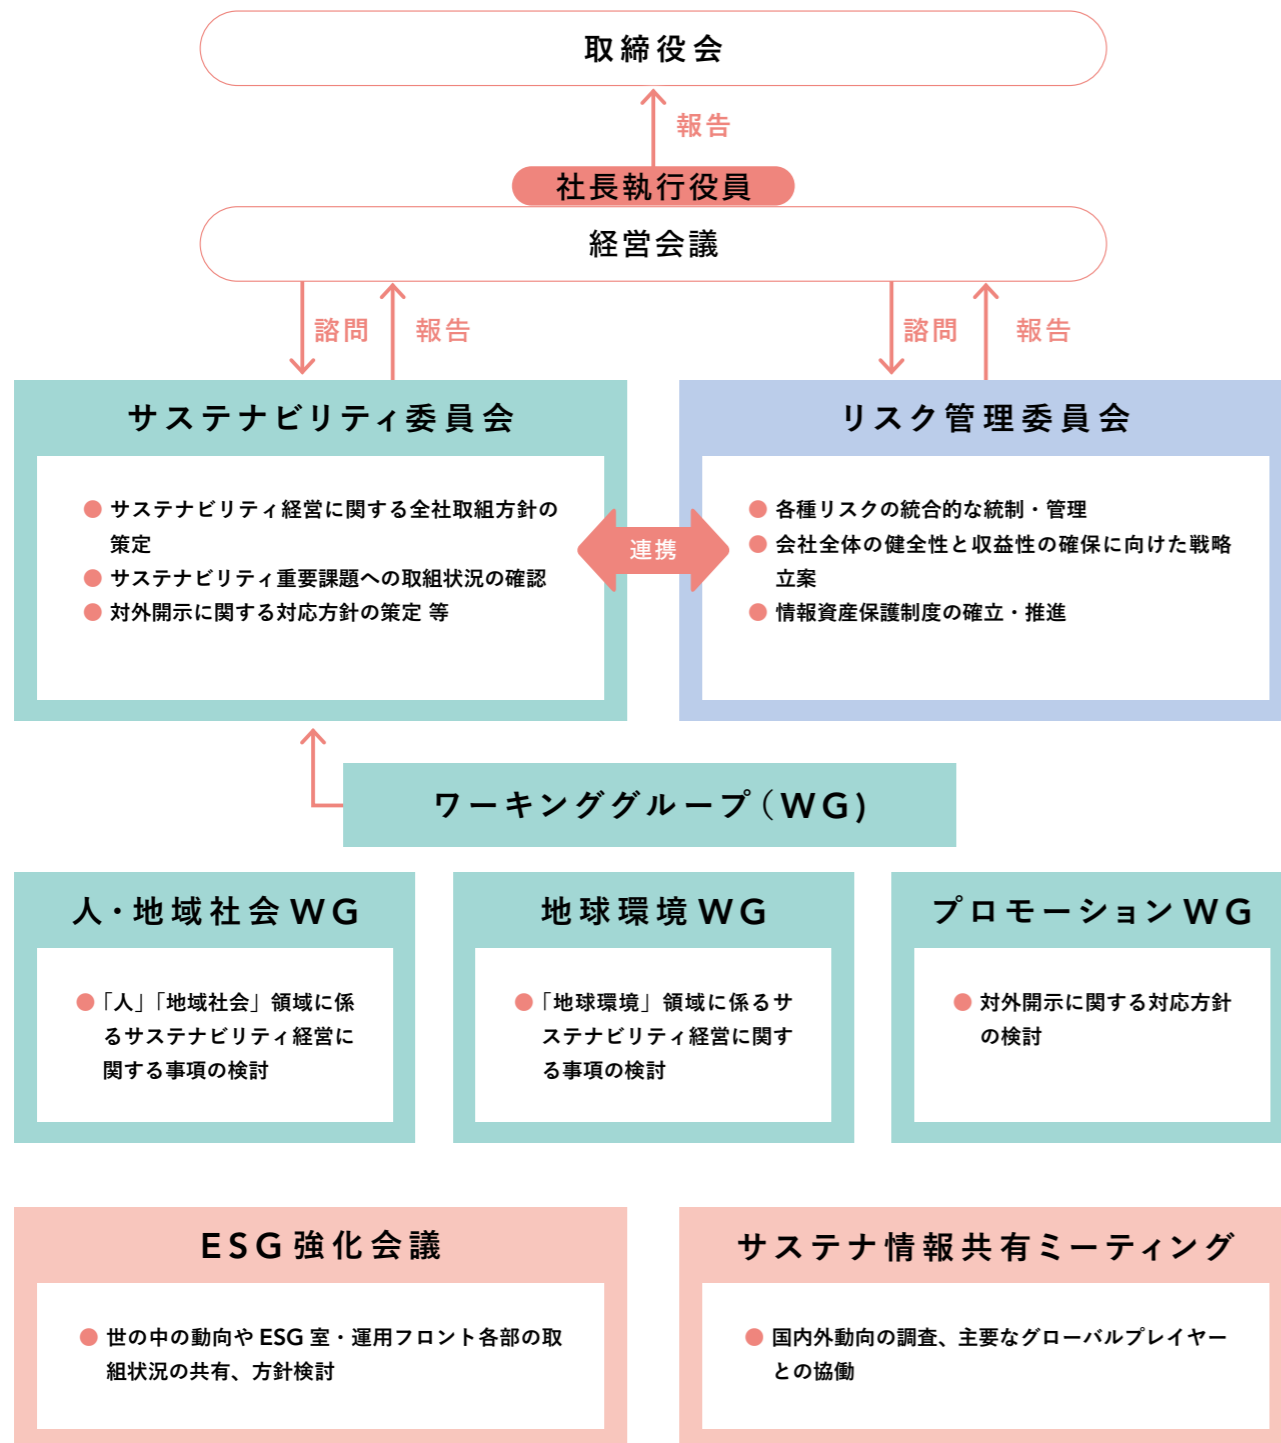 取締役会
報告
社長執行役員
経営会議
諮問
報告
諮問
報告
サステナビリティ委員会
● サステナビリティ経営に関する全社取組方針の
策定
● サステナビリティ重要課題への取組状況の確認
● 対外開示に関する対応方針の策定 等
連携
リスク管理委員会
● 各種リスクの統合的な統制・管理
● 会社全体の健全性と収益性の確保に向けた戦略
立案
● 情報資産保護制度の確立・推進
ワーキンググループ（WG）
人・地域社会 WG
● 「人」「地域社会」領域に係
るサステナビリティ経営に
関する事項の検討
地球環境 WG
● 「地球環境」領域に係るサ
ステナビリティ経営に関す
る事項の検討
プロモーション WG
● 対外開示に関する対応方針
の検討
ESG 強化会議
● 世の中の動向や ESG 室・運用フロント各部の取
組状況の共有、方針検討
サステナ情報共有ミーティング
● 国内外動向の調査、主要なグローバルプレイヤー
との協働